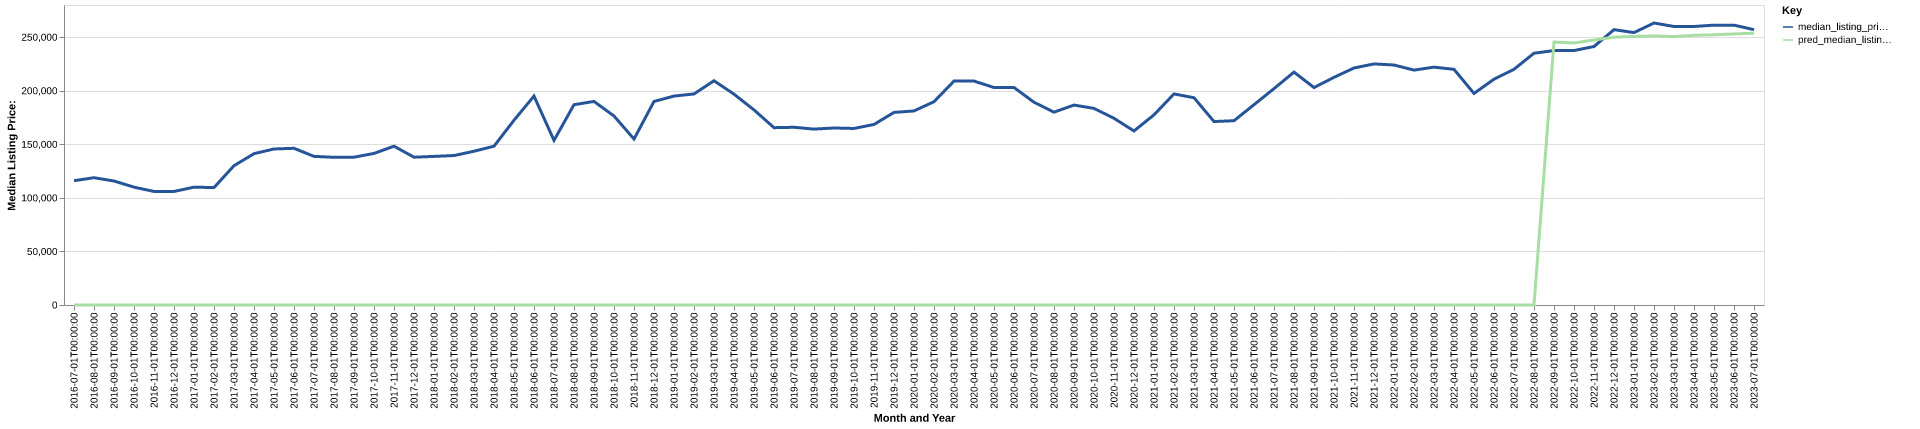 Key
median_listing_pri…
pred_median_listin…
Median Listing Price:
250,000
200,000
150,000
100,000
50,000
0
2016-07-01T00:00:00
2016-08-01T00:00:00
2016-09-01T00:00:00
2016-10-01T00:00:00
2016-11-01T00:00:00
2016-12-01T00:00:00
2017-01-01T00:00:00
2017-02-01T00:00:00
2017-03-01T00:00:00
2017-04-01T00:00:00
2017-05-01T00:00:00
2017-06-01T00:00:00
2017-07-01T00:00:00
2017-08-01T00:00:00
2017-09-01T00:00:00
2017-10-01T00:00:00
2017-11-01T00:00:00
2017-12-01T00:00:00
2018-01-01T00:00:00
2018-02-01T00:00:00
2018-03-01T00:00:00
2018-04-01T00:00:00
2018-05-01T00:00:00
2018-06-01T00:00:00
2018-07-01T00:00:00
2018-08-01T00:00:00
2018-09-01T00:00:00
2018-10-01T00:00:00
2018-11-01T00:00:00
2018-12-01T00:00:00
2019-01-01T00:00:00
2019-02-01T00:00:00
2019-03-01T00:00:00
2019-04-01T00:00:00
2019-05-01T00:00:00
2019-06-01T00:00:00
2019-07-01T00:00:00
2019-08-01T00:00:00
2019-09-01T00:00:00
2019-10-01T00:00:00
2019-11-01T00:00:00
2019-12-01T00:00:00
2020-01-01T00:00:00
2020-02-01T00:00:00
2020-03-01T00:00:00
2020-04-01T00:00:00
2020-05-01T00:00:00
2020-06-01T00:00:00
2020-07-01T00:00:00
2020-08-01T00:00:00
2020-09-01T00:00:00
2020-10-01T00:00:00
2020-11-01T00:00:00
2020-12-01T00:00:00
2021-01-01T00:00:00
2021-02-01T00:00:00
2021-03-01T00:00:00
2021-04-01T00:00:00
2021-05-01T00:00:00
2021-06-01T00:00:00
2021-07-01T00:00:00
2021-08-01T00:00:00
2021-09-01T00:00:00
2021-10-01T00:00:00
2021-11-01T00:00:00
2021-12-01T00:00:00
2022-01-01T00:00:00
2022-02-01T00:00:00
2022-03-01T00:00:00
2022-04-01T00:00:00
2022-05-01T00:00:00
2022-06-01T00:00:00
2022-07-01T00:00:00
2022-08-01T00:00:00
2022-09-01T00:00:00
2022-10-01T00:00:00
2022-11-01T00:00:00
2022-12-01T00:00:00
2023-01-01T00:00:00
2023-02-01T00:00:00
2023-03-01T00:00:00
2023-04-01T00:00:00
2023-05-01T00:00:00
2023-06-01T00:00:00
2023-07-01T00:00:00
Month and Year